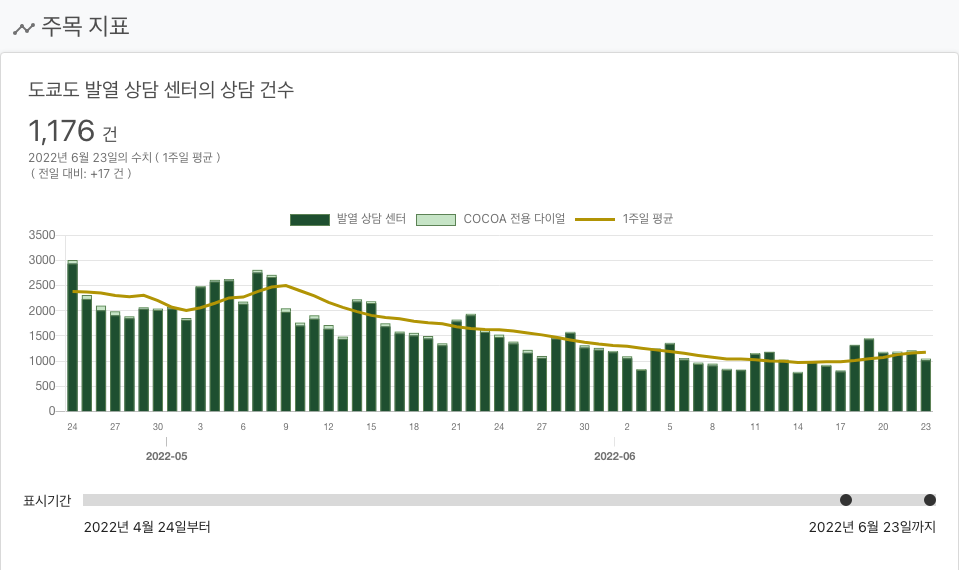 주목 지표
도쿄도 발열 상담 센터의 상담 건수
1,176 건
2022년 6월 23일의 수치 ( 1주일 평균 )
( 전일 대비: +17 건 )
발열 상담 센터 COCOA 전용 다이얼 1주일 평균
3500
3000
2500
2000
1500
1000
500
0
24 27 30 3 6 9 12 15 18 21 24 27 30 2 5 8 11 14 17 20 23
2022-05 2022-06
표시기간
2022년 4월 24일부터 2022년 6월 23일까지